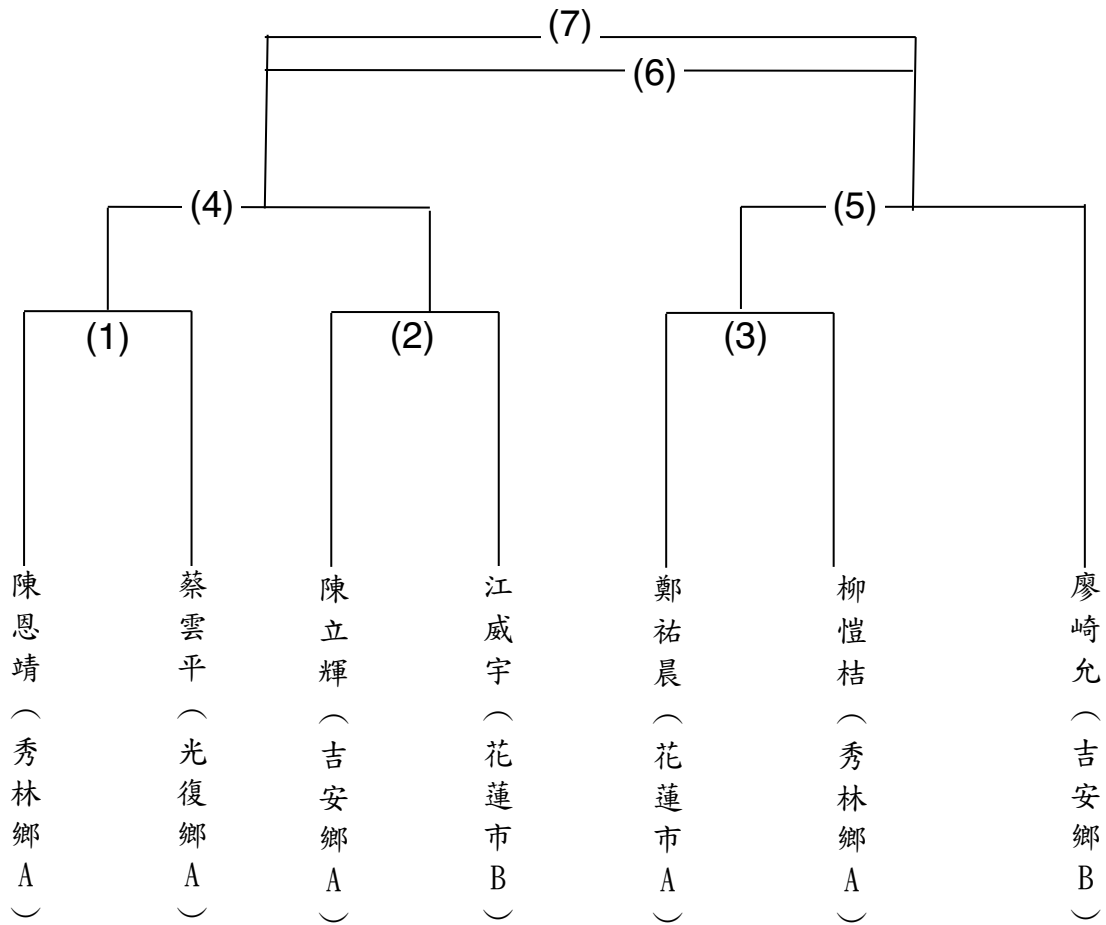 (7)
(6)
(4)
(5)
(1)
(2)
(3)
陳恩靖(秀林鄉A)
蔡雲平(光復鄉A)
陳立輝(吉安鄉A)
江威宇(花蓮市B)
鄭祐晨(花蓮市A)
柳愷桔(秀林鄉A)
廖崎允(吉安鄉B)